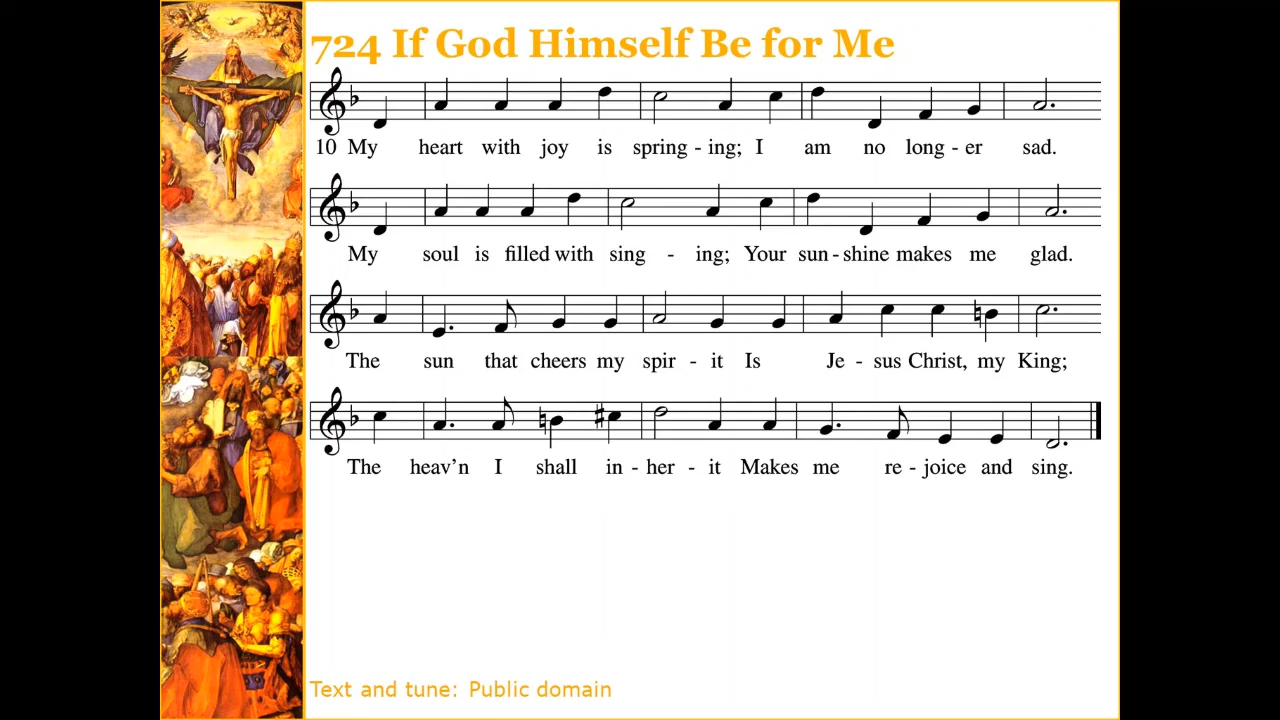 724 If God Himself Be for Me
10 My heart with joy is spring - ing; I am no long - er sad.
My soul is filled with sing - ing; Your sun - shine makes me glad.
The sun that cheers my spir - it Is Je - sus Christ, my King;
The heav'n I shall in - her - it Makes me re - joice and sing.
Text and tune: Public domain